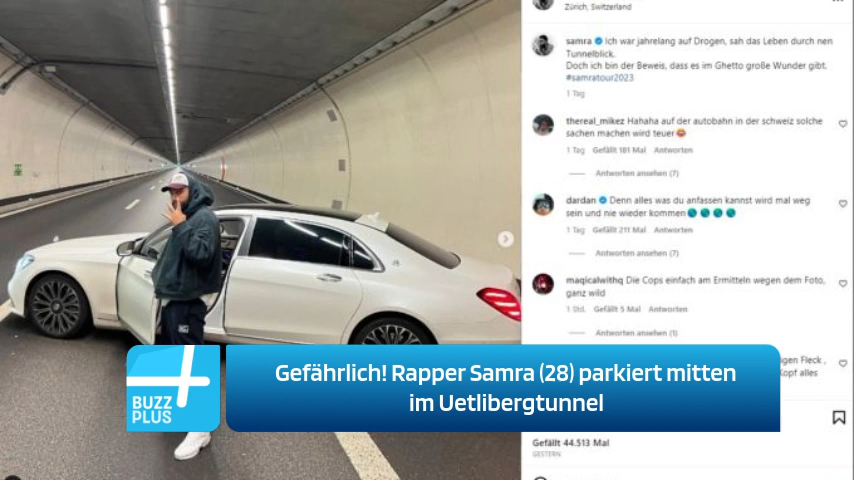 Zürich, Switzerland
samra Ich war jahrelang auf Drogen, sah das Leben durch nen
Tunnelblick.
Doch ich bin der Beweis, dass es im Ghetto große Wunder gibt.
#samratour2023
1 Tag
thereal_mikez Hahaha auf der autobahn in der schweiz solche
sachen machen wird teuer😂
1 Tag Gefällt 181 Mal Antworten
Antworten ansehen (7)
dardan Denn alles was du anfassen kannst wird mal weg
sein und nie wieder kommen
1 Tag Gefällt 211 Mal Antworten
Antworten ansehen (7)
maqicalwithq Die Cops einfach am Ermitteln wegen dem Foto,
ganz wild
1 Std. Gefällt 5 Mal Antworten
Antworten ansehen (1)
igen Fleck ,
opf alles
BUZZ
PLUS
Gefährlich! Rapper Samra (28) parkiert mitten
im Uetlibergtunnel
Gefällt 44.513 Mal
GESTERN